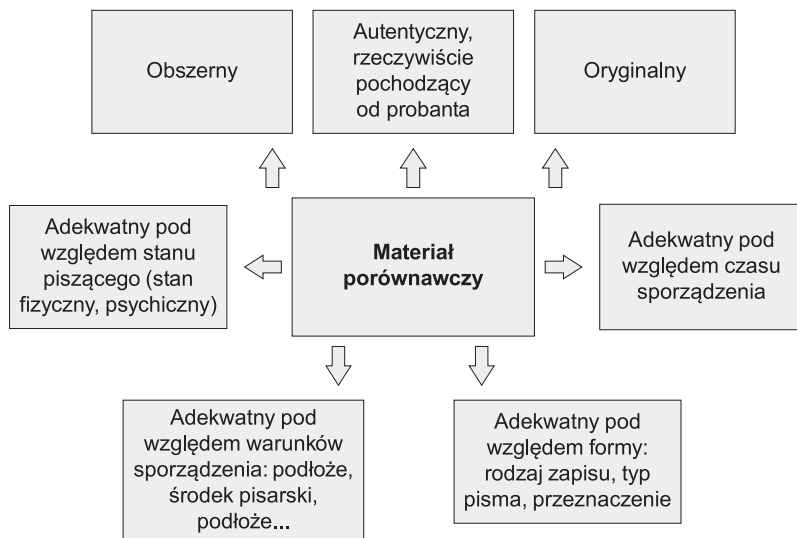 Obszerny
Autentyczny,
rzeczywiście
pochodzący
od probanta
Oryginalny
Adekwatny pod
względem stanu
piszącego (stan
fizyczny, psychiczny)
Materiał
porównawczy
Adekwatny pod
względem czasu
sporządzenia
Adekwatny pod
względem warunków
sporządzenia: podłoże,
środek pisarski,
podłoże...
Adekwatny pod
względem formy:
rodzaj zapisu, typ
pisma, przeznaczenie